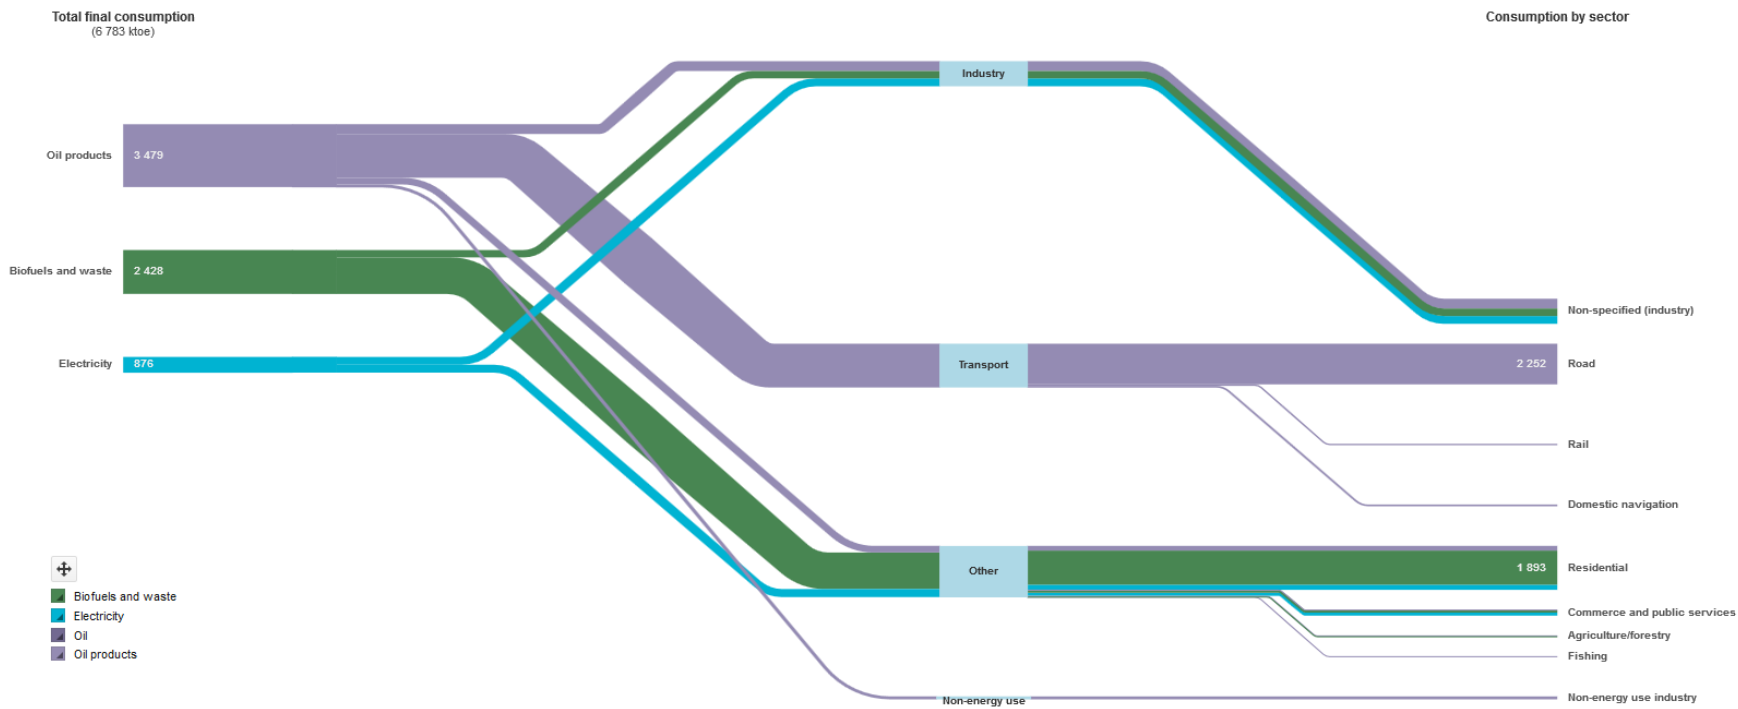 Total final consumption
(6 783 ktoe)
Consumption by sector
Industry
Oil products
3 479
Biofuels and waste
2 428
Non-specified (industry)
Electricity
876
Transport
2 252
Road
Rail
Domestic navigation
Other
1 893
Residential
Biofuels and waste
Commerce and public services
Electricity
Agriculture/forestry
Oil
Fishing
Oil products
Non-energy use
Non-energy use industry